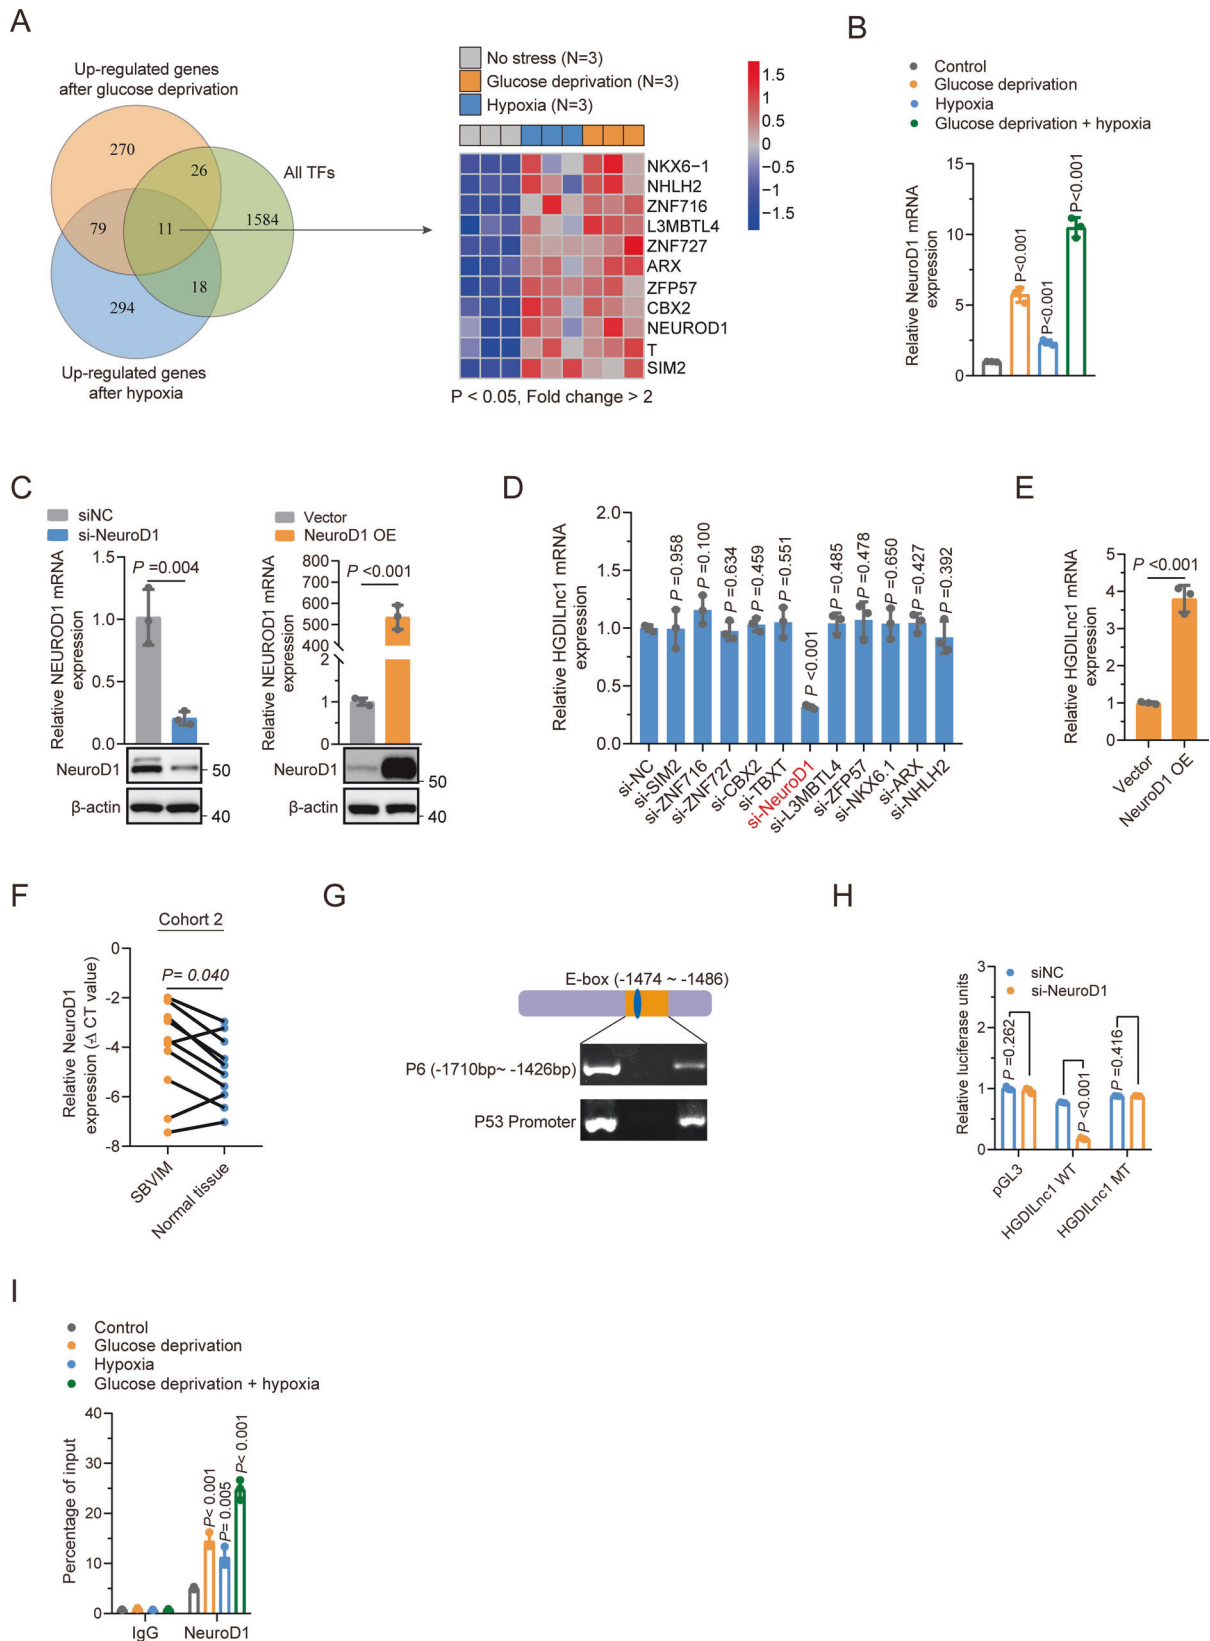 A
Up-regulated genes
after glucose deprivation
270
26
All TFs
79
11
1584
18
294
Up-regulated genes
after hypoxia
No stress (N=3)
Glucose deprivation (N=3)
Hypoxia (N=3)
1.5
1
0.5
0
−0.5
−1
−1.5
NKX6−1
NHLH2
ZNF716
L3MBTL4
ZNF727
ARX
ZFP57
CBX2
NEUROD1
T
SIM2
P < 0.05, Fold change > 2
B
Control
Glucose deprivation
Hypoxia
Glucose deprivation + hypoxia
Relative NeuroD1 mRNA
expression
15
10
5
0
P<0.001
P<0.001
P<0.001
C
siNC
si-NeuroD1
Relative NEUROD1 mRNA
expression
1.5
1.0
0.5
0.0
P =0.004
NeuroD1
50
β-actin
40
Vector
NeuroD1 OE
Relative NEUROD1 mRNA
expression
800
700
600
500
400
2
1
0
P <0.001
NeuroD1
50
β-actin
40
D
Relative HGDILnc1 mRNA
expression
2.0
1.5
1.0
0.5
0
P =0.958
P =0.100
P =0.634
P =0.459
P =0.551
P <0.001
P =0.485
P =0.478
P =0.650
P =0.427
P =0.392
si-NC
si-SIM2
si-ZNF716
si-ZNF727
si-CBX2
si-TBXT
si-NeuroD1
si-L3MBTL4
si-ZFP57
si-NKX6.1
si-ARX
si-NHLH2
E
Relative HGDILnc1 mRNA
expression
5
4
3
2
1
0
P <0.001
Vector
NeuroD1 OE
F
Cohort 2
P= 0.040
Relative NeuroD1
expression (-Δ CT value)
0
-2
-4
-6
-8
SBVIM
Normal tissue
G
E-box (-1474 ~ -1486)
P6 (-1710bp~ -1426bp)
P53 Promoter
H
siNC
si-NeuroD1
Relative luciferase units
3
2
1
0
P =0.262
P <0.001
P =0.416
pGL3
HGDILnc1 WT
HGDILnc1 MT
I
Control
Glucose deprivation
Hypoxia
Glucose deprivation + hypoxia
Percentage of input
40
30
20
10
0
P< 0.001
P= 0.005
P< 0.001
IgG
NeuroD1